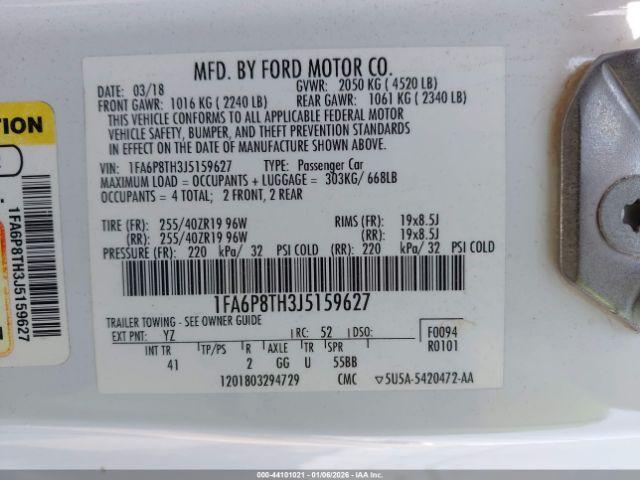 MFD. BY FORD MOTOR CO.
DATE: 03/18 GVWR: 2050 KG ( 4520 LB)
FRONT GAWR: 1016 KG ( 2240 LB) REAR GAWR: 1061 KG ( 2340 LB)
THIS VEHICLE CONFORMS TO ALL APPLICABLE FEDERAL MOTOR
VEHICLE SAFETY, BUMPER, AND THEFT PREVENTION STANDARDS
IN EFFECT ON THE DATE OF MANUFACTURE SHOWN ABOVE.
VIN: 1FA6P8TH3J5159627 TYPE: Passenger Car
MAXIMUM LOAD = OCCUPANTS + LUGGAGE = 303KG/ 668LB
OCCUPANTS = 4 TOTAL; 2 FRONT, 2 REAR
TIRE (FR): 255/40ZR19 96W RIMS (FR): 19x8.5J
(RR): 255/40ZR19 96W (RR): 19x8.5J
PRESSURE (FR): 220 kPa/ 32 PSI COLD (RR): 220 kPa/ 32 PSI COLD
1FA6P8TH3J5159627
TRAILER TOWING - SEE OWNER GUIDE
EXT PNT: YZ RC: 52 DSO: F0094
INT TR TP/PS R AXLE TR SPR R0101
41 2 GG U 55BB
1201803294729 CMC ▽5U5A-5420472-AA
TION
1FA6P8TH3J5159627
000-44101021 - 01/06/2026 - IAA Inc.